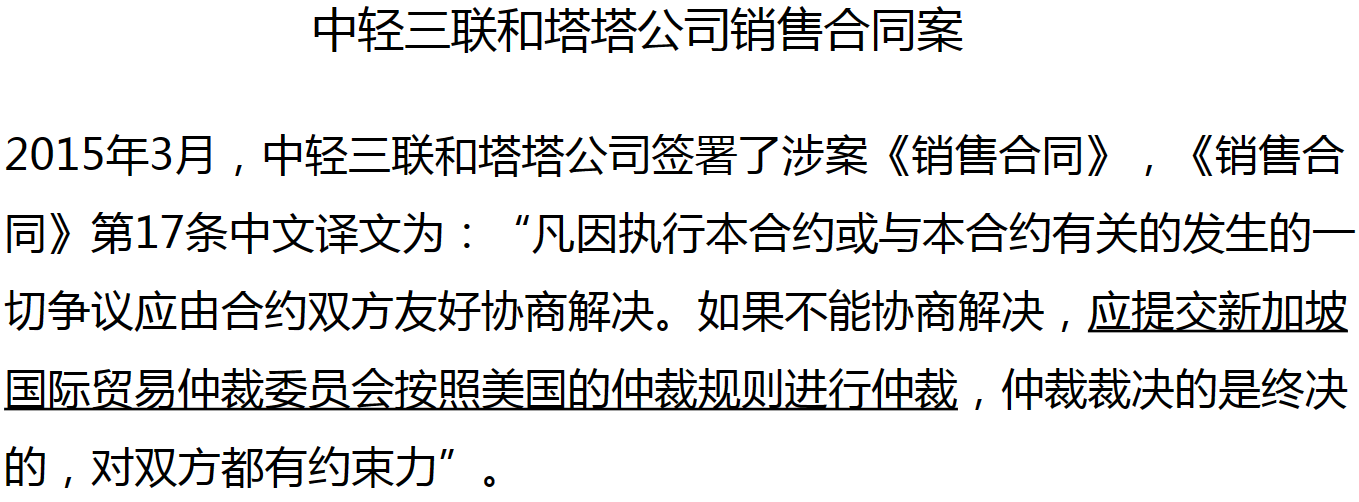 中轻三联和塔塔公司销售合同案
2015年3月，中轻三联和塔塔公司签署了涉案《销售合同》，《销售合
同》第17条中文译文为：“凡因执行本合约或与本合约有关的发生的一
切争议应由合约双方友好协商解决。如果不能协商解决，应提交新加坡
国际贸易仲裁委员会按照美国的仲裁规则进行仲裁，仲裁裁决的是终决
的，对双方都有约束力”。